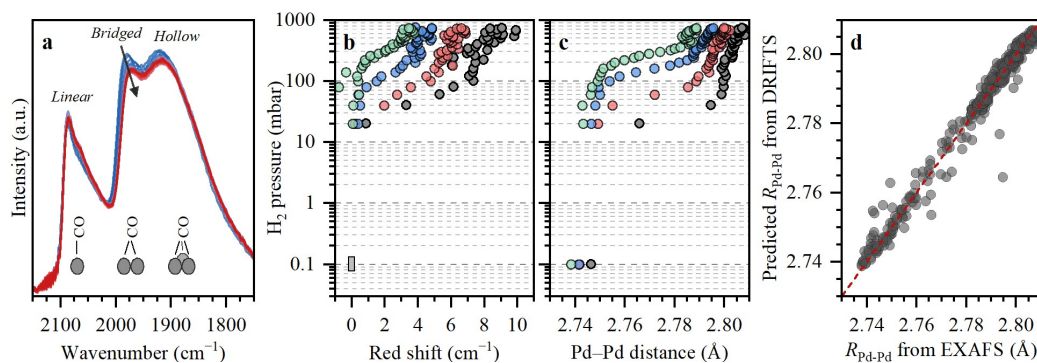 a
Bridged
Hollow
Linear
CO
CO
CO
Intensity (a.u.)
2100 2000 1900 1800
Wavenumber (cm−1)
b
1000
100
10
1
0.1
H2 pressure (mbar)
0 2 4 6 8 10
Red shift (cm−1)
c
2.74 2.76 2.78 2.80
Pd–Pd distance (Å)
d
2.80
2.78
2.76
2.74
Predicted RPd-Pd from DRIFTS
2.74 2.76 2.78 2.80
RPd-Pd from EXAFS (Å)